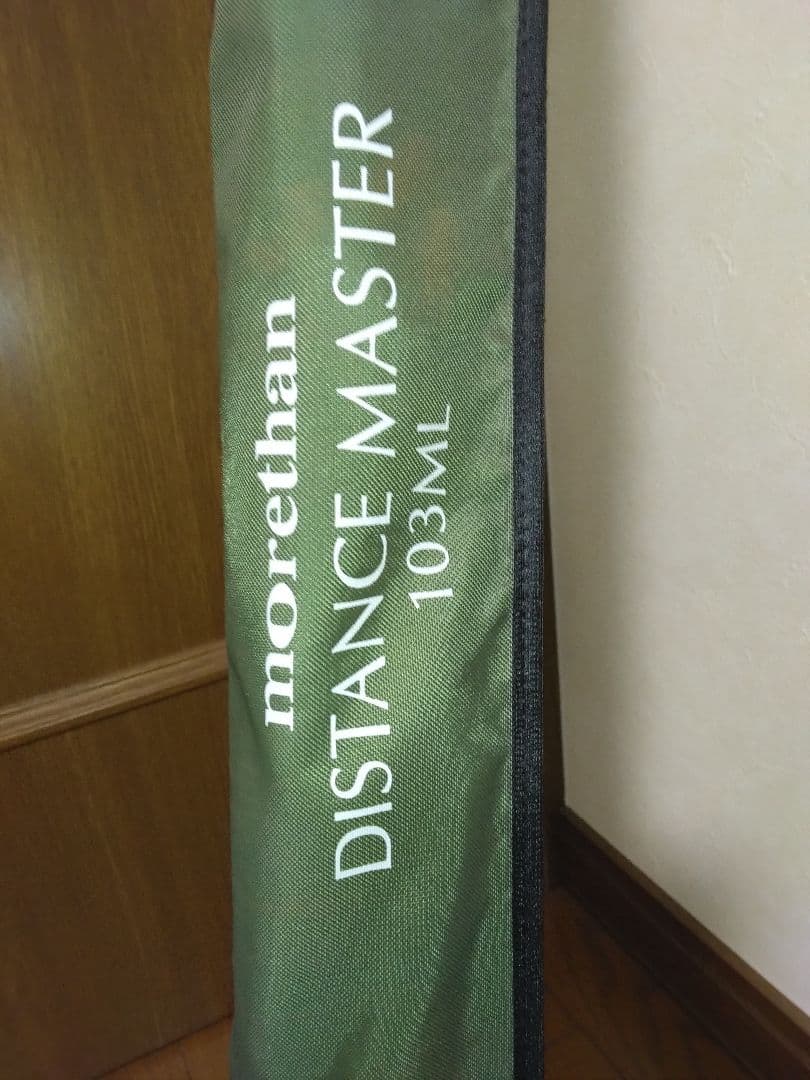 morethan
DISTANCE MASTER
103ML